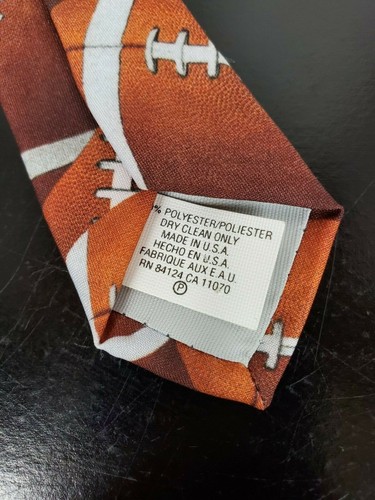 % POLYESTER/POLIESTER
DRY CLEAN ONLY
MADE IN U.S.A.
HECHO EN U.S.A.
FABRIQUE AUX E.A.U.
RN 84124 CA 11070
P